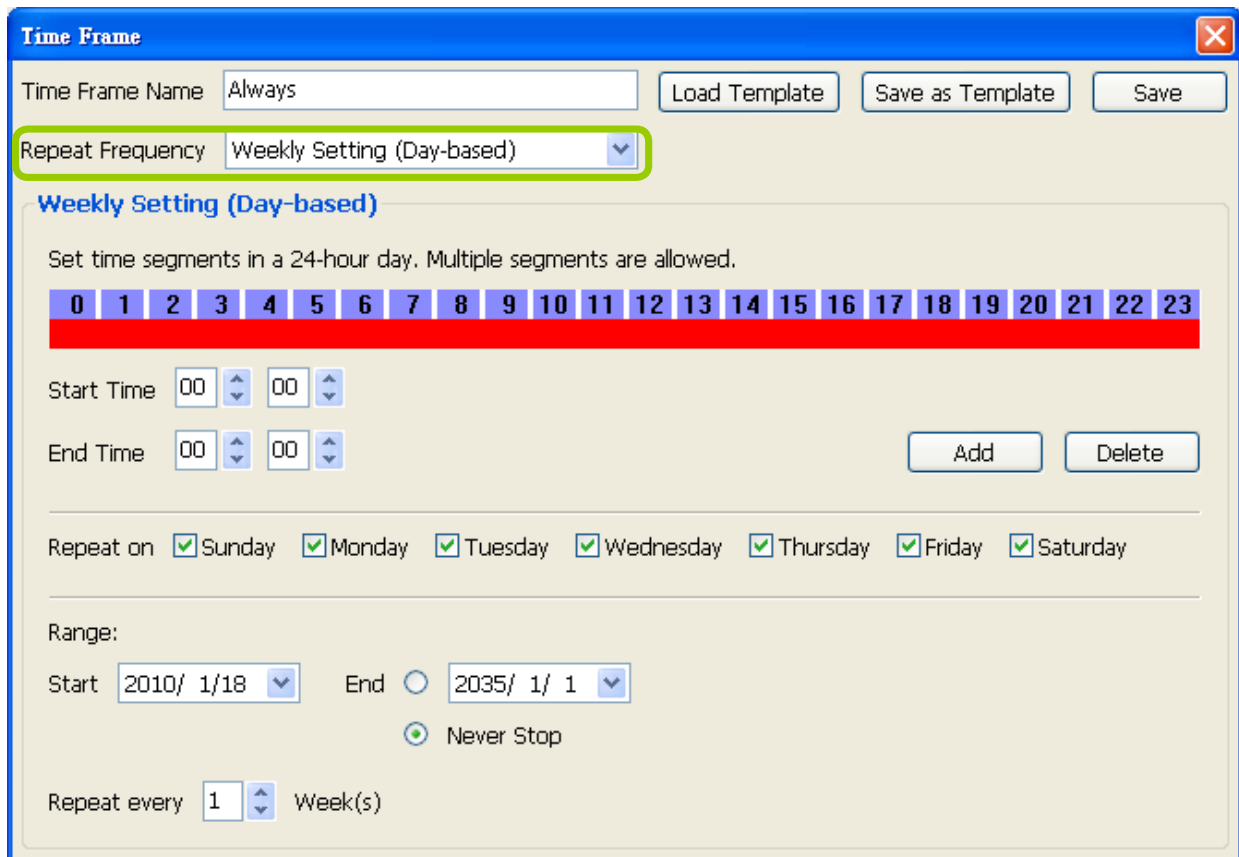 Time Frame
Time Frame Name Always Load Template Save as Template Save
Repeat Frequency Weekly Setting (Day-based)
Weekly Setting (Day-based)
Set time segments in a 24-hour day. Multiple segments are allowed.
0 1 2 3 4 5 6 7 8 9 10 11 12 13 14 15 16 17 18 19 20 21 22 23
Start Time 00 00
End Time 00 00 Add Delete
Repeat on Sunday Monday Tuesday Wednesday Thursday Friday Saturday
Range:
Start 2010/ 1/18 End 2035/ 1/ 1
Never Stop
Repeat every 1 Week(s)